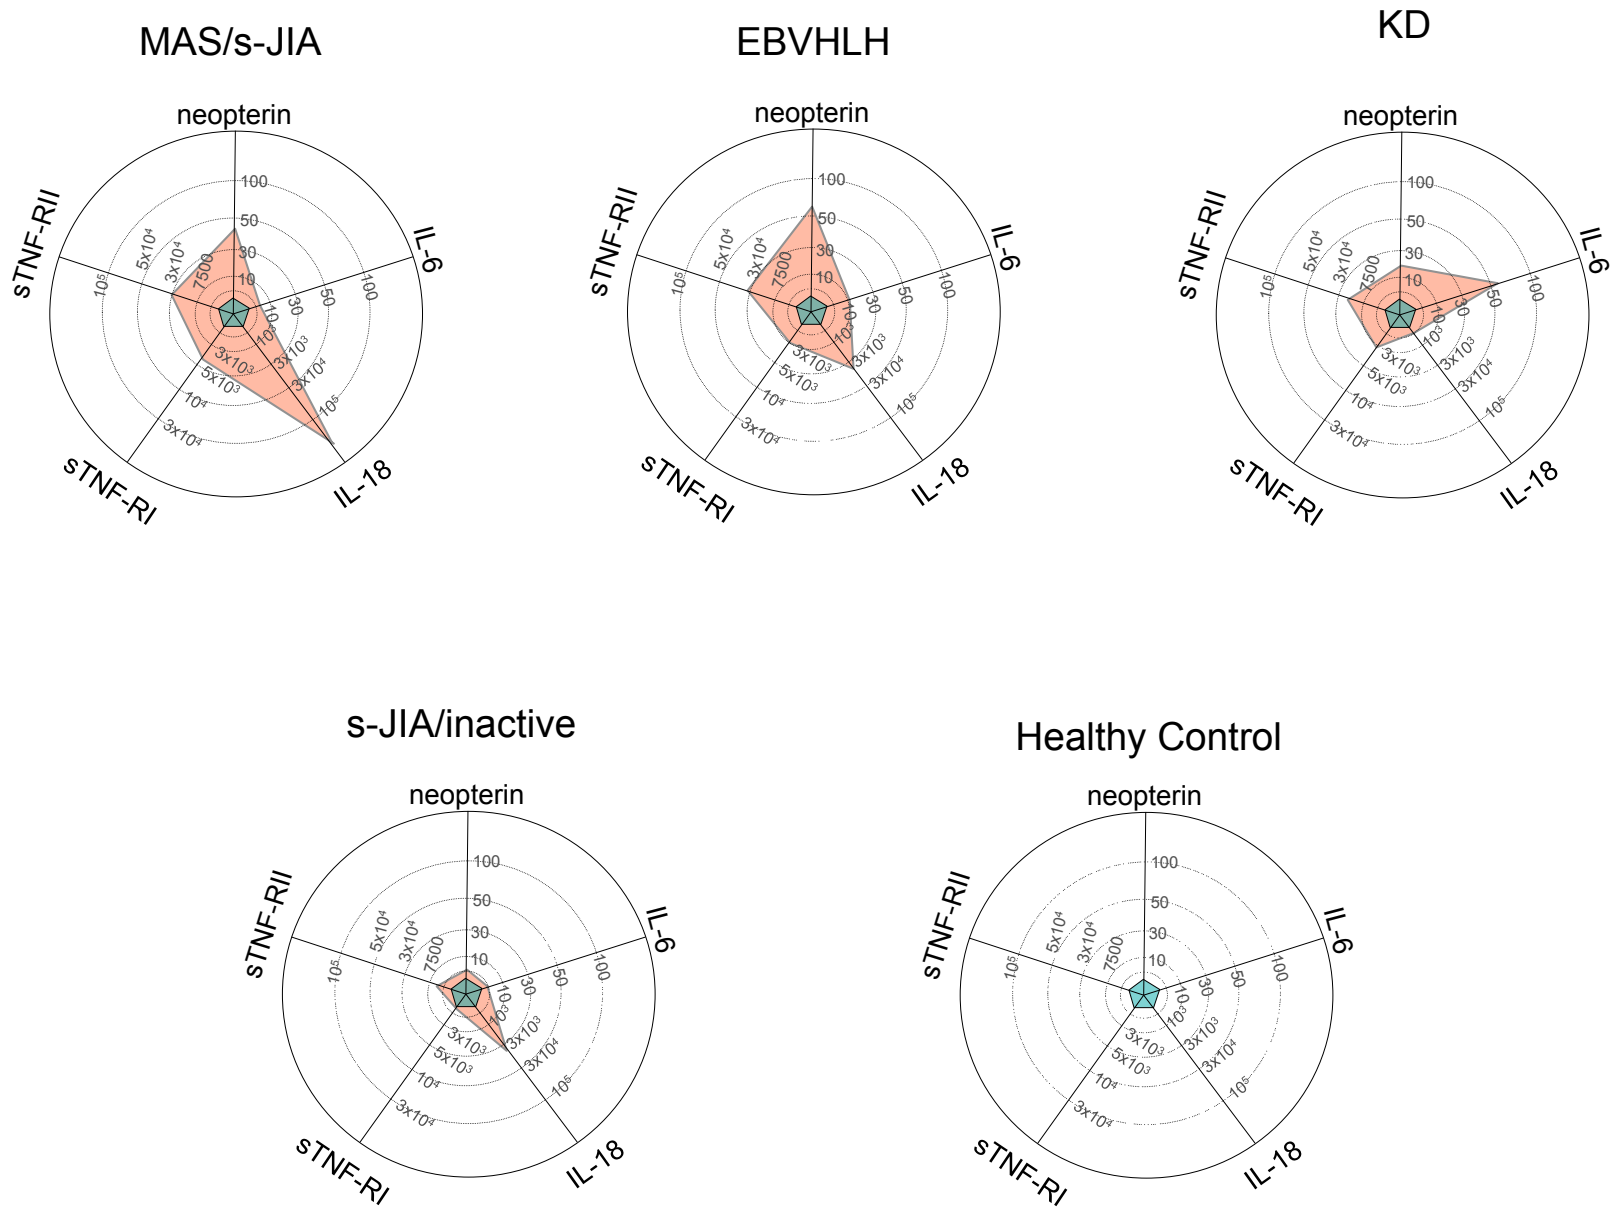 MAS/s-JIA
neopterin
IL-6
IL-18
sTNF-RI
sTNF-RII
100
50
30
10
10
30
50
100
10³
3x10³
3x10⁴
10⁵
3x10³
5x10³
10⁴
3x10⁴
7500
3x10⁴
5x10⁴
10⁵
EBVHLH
neopterin
IL-6
IL-18
sTNF-RI
sTNF-RII
100
50
30
10
10
30
50
100
10³
3x10³
3x10⁴
10⁵
3x10³
5x10³
10⁴
3x10⁴
7500
3x10⁴
5x10⁴
10⁵
KD
neopterin
IL-6
IL-18
sTNF-RI
sTNF-RII
100
50
30
10
10
30
50
100
10³
3x10³
3x10⁴
10⁵
3x10³
5x10³
10⁴
3x10⁴
7500
3x10⁴
5x10⁴
10⁵
s-JIA/inactive
neopterin
IL-6
IL-18
sTNF-RI
sTNF-RII
100
50
30
10
10
30
50
100
10³
3x10³
3x10⁴
10⁵
3x10³
5x10³
10⁴
3x10⁴
7500
3x10⁴
5x10⁴
10⁵
Healthy Control
neopterin
IL-6
IL-18
sTNF-RI
sTNF-RII
100
50
30
10
10
30
50
100
10³
3x10³
3x10⁴
10⁵
3x10³
5x10³
10⁴
3x10⁴
7500
3x10⁴
5x10⁴
10⁵